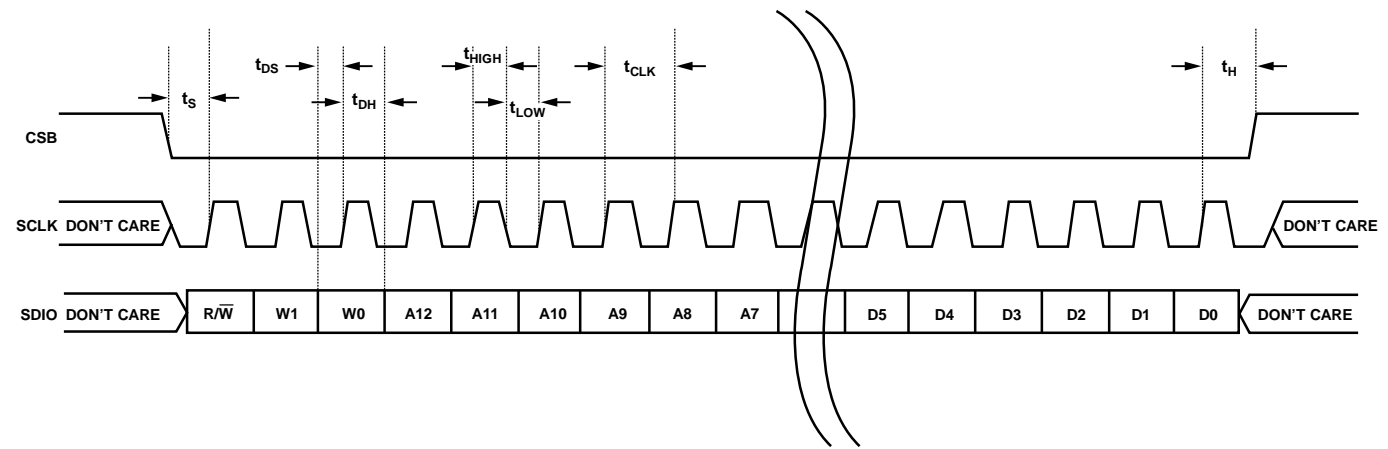 tHIGH
tDS
tCLK
tH
tS
tDH
tLOW
CSB
SCLK DON'T CARE
DON'T CARE
SDIO DON'T CARE
R/W̅
W1
W0
A12
A11
A10
A9
A8
A7
D5
D4
D3
D2
D1
D0
DON'T CARE